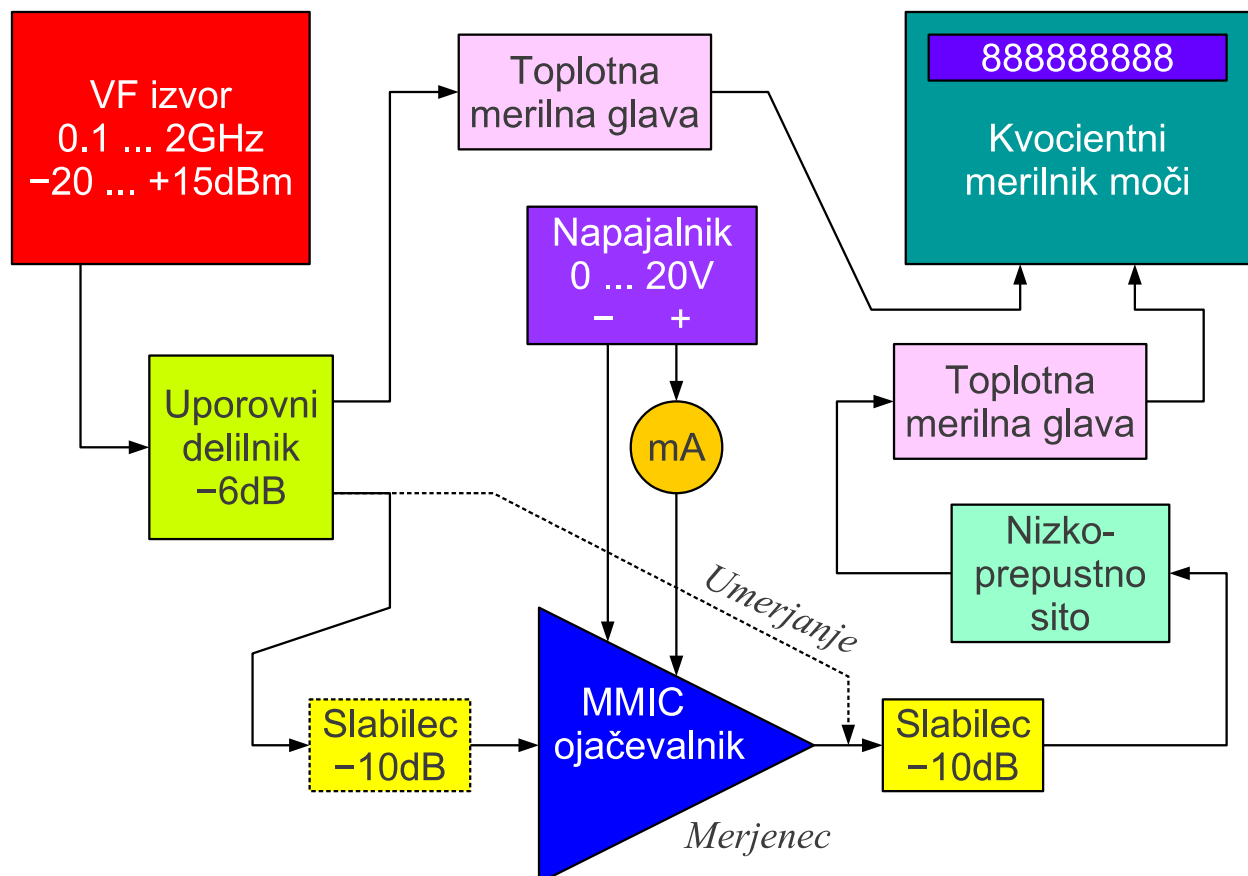 VF izvor
0.1 ... 2GHz
−20 ... +15dBm
Toplotna
merilna glava
888888888
Kvocientni
merilnik moči
Napajalnik
0 ... 20V
− +
Uporovni
delilnik
−6dB
mA
Toplotna
merilna glava
Nizko-
prepustno
sito
Umerjanje
Slabilec
−10dB
MMIC
ojačevalnik
Slabilec
−10dB
Merjenec